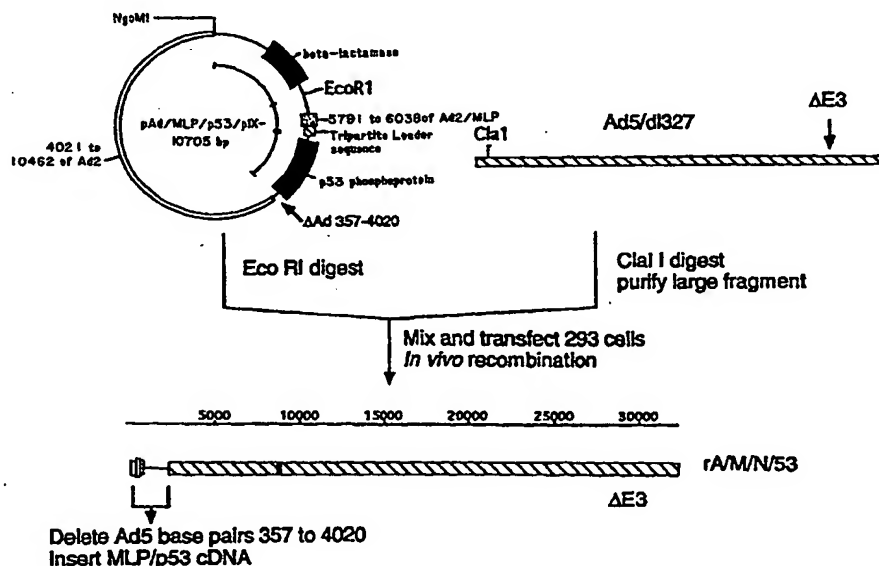 NgoM1
beta-lactamase
EcoR1
pAd/MLP/p53/pIX-
10705 bp
5791 to 6038 of Ad2/MLP
Tripartite Leader
sequence
4021 to
10462 of Ad2
p53 phosphoprotein
ΔAd 357-4020
Cla1
Ad5/dl327
ΔE3
Eco RI digest
Clal I digest
purify large fragment
Mix and transfect 293 cells
In vivo recombination
5000 10000 15000 20000 25000 30000
rA/M/N/53
ΔE3
Delete Ad5 base pairs 357 to 4020
Insert MLP/p53 cDNA